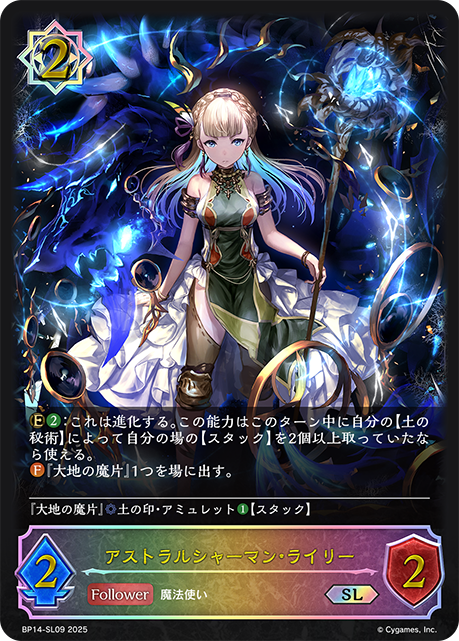 2
E 2:これは進化する。この能力はこのターン中に自分の【土の
秘術】によって自分の場の【スタック】を2個以上取っていたな
ら使える。
F 『大地の魔片』1つを場に出す。
『大地の魔片』土の印・アミュレット 1【スタック】
アストラルシャーマン・ライリー
2
2
Follower 魔法使い
SL
BP14-SL09 2025
© Cygames, Inc.